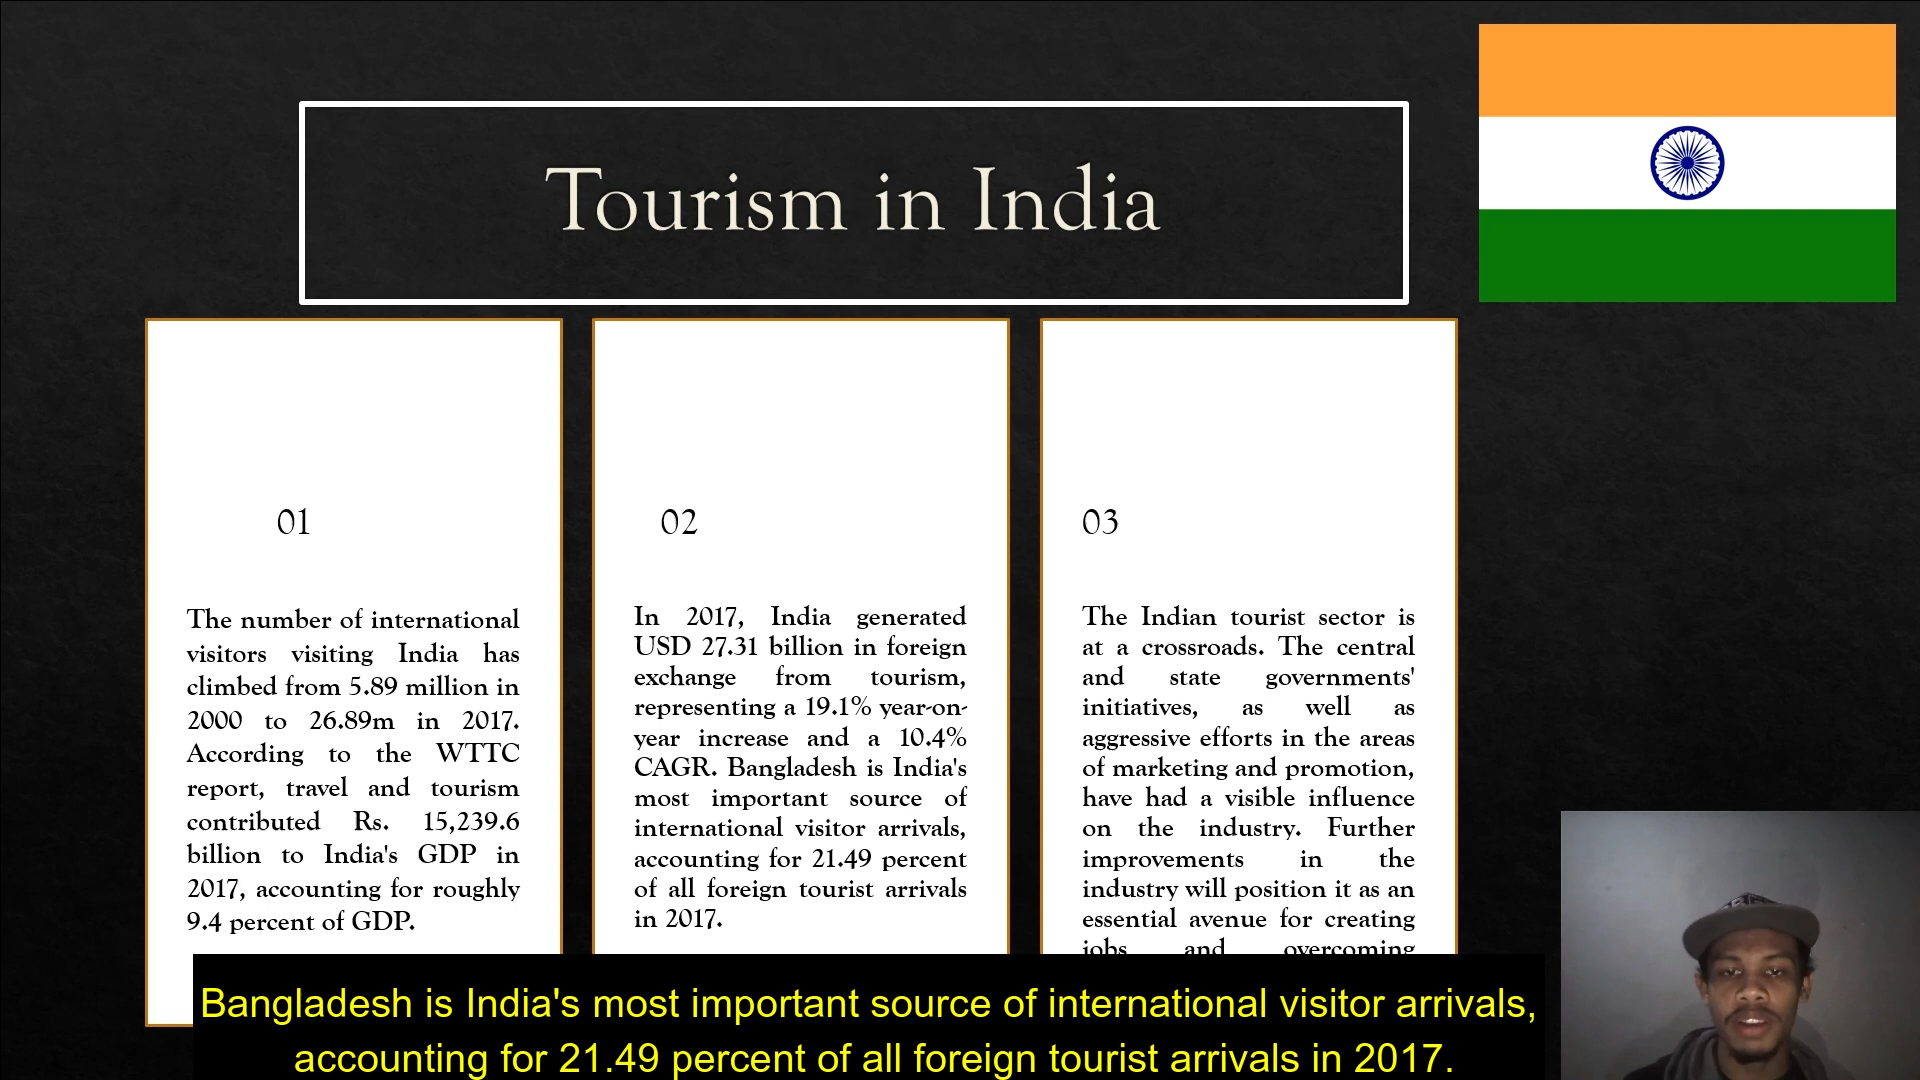 Tourism in India
01
The number of international
visitors visiting India has
climbed from 5.89 million in
2000 to 26.89m in 2017.
According to the WTTC
report, travel and tourism
contributed Rs. 15,239.6
billion to India's GDP in
2017, accounting for roughly
9.4 percent of GDP.
02
In 2017, India generated
USD 27.31 billion in foreign
exchange from tourism,
representing a 19.1% year-on-
year increase and a 10.4%
CAGR. Bangladesh is India's
most important source of
international visitor arrivals,
accounting for 21.49 percent
of all foreign tourist arrivals
in 2017.
03
The Indian tourist sector is
at a crossroads. The central
and state governments'
initiatives, as well as
aggressive efforts in the areas
of marketing and promotion,
have had a visible influence
on the industry. Further
improvements in the
industry will position it as an
essential avenue for creating
jobs and overcoming
Bangladesh is India's most important source of international visitor arrivals,
accounting for 21.49 percent of all foreign tourist arrivals in 2017.